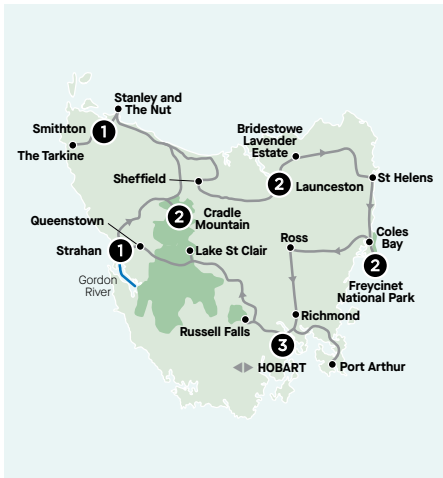 Stanley and
The Nut
Smithton
1
The Tarkine
Bridestowe
Lavender
Estate
Sheffield
2
Launceston
St Helens
Queenstown
2
Cradle
Mountain
Strahan
1
Lake St Clair
Ross
Coles
Bay
2
Freycinet
National Park
Gordon
River
Richmond
Russell Falls
3
HOBART
Port Arthur